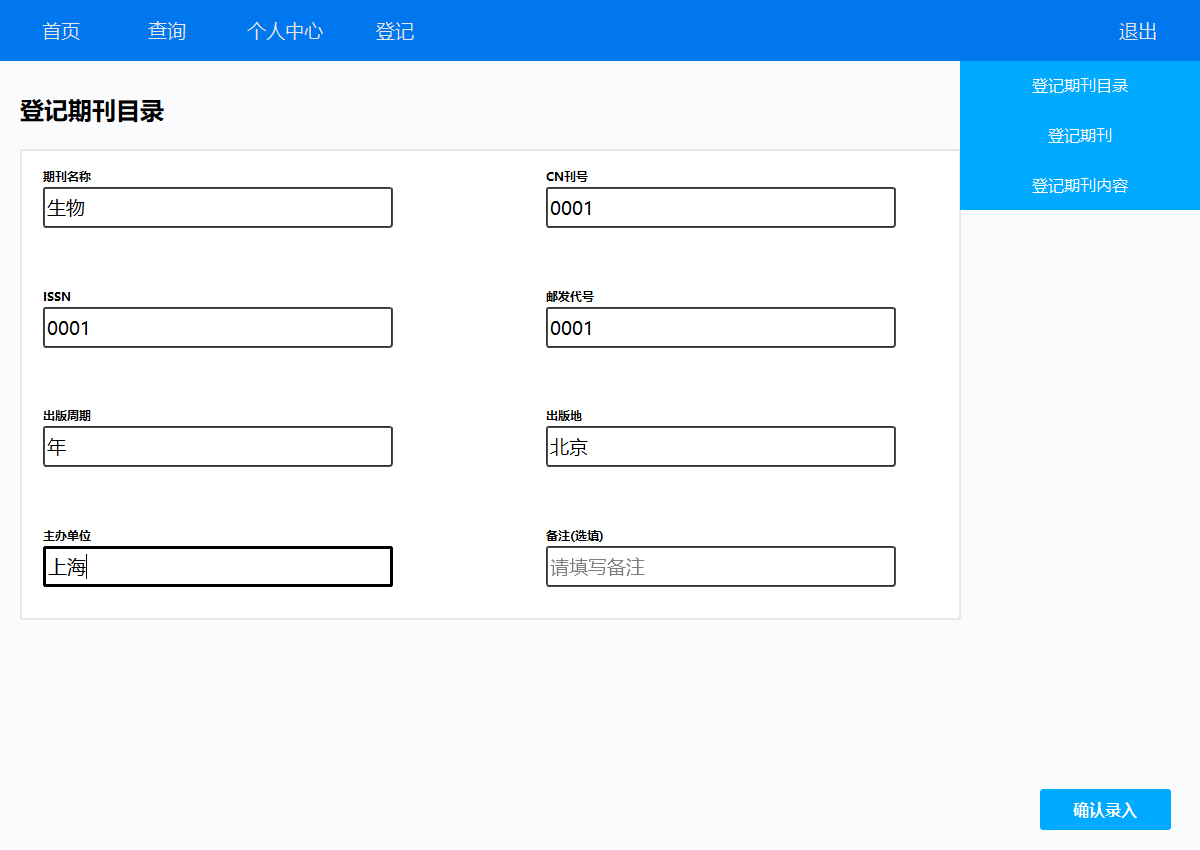 首页 查询 个人中心 登记 退出
登记期刊目录
登记期刊
登记期刊内容
登记期刊目录
期刊名称 CN刊号
生物 0001
ISSN 邮发代号
0001 0001
出版周期 出版地
年 北京
主办单位 备注(选填)
上海 请填写备注
确认录入